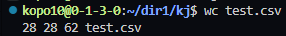 kopo10@0-1-3-0:~/dir1/kj$ wc test.csv
28 28 62 test.csv